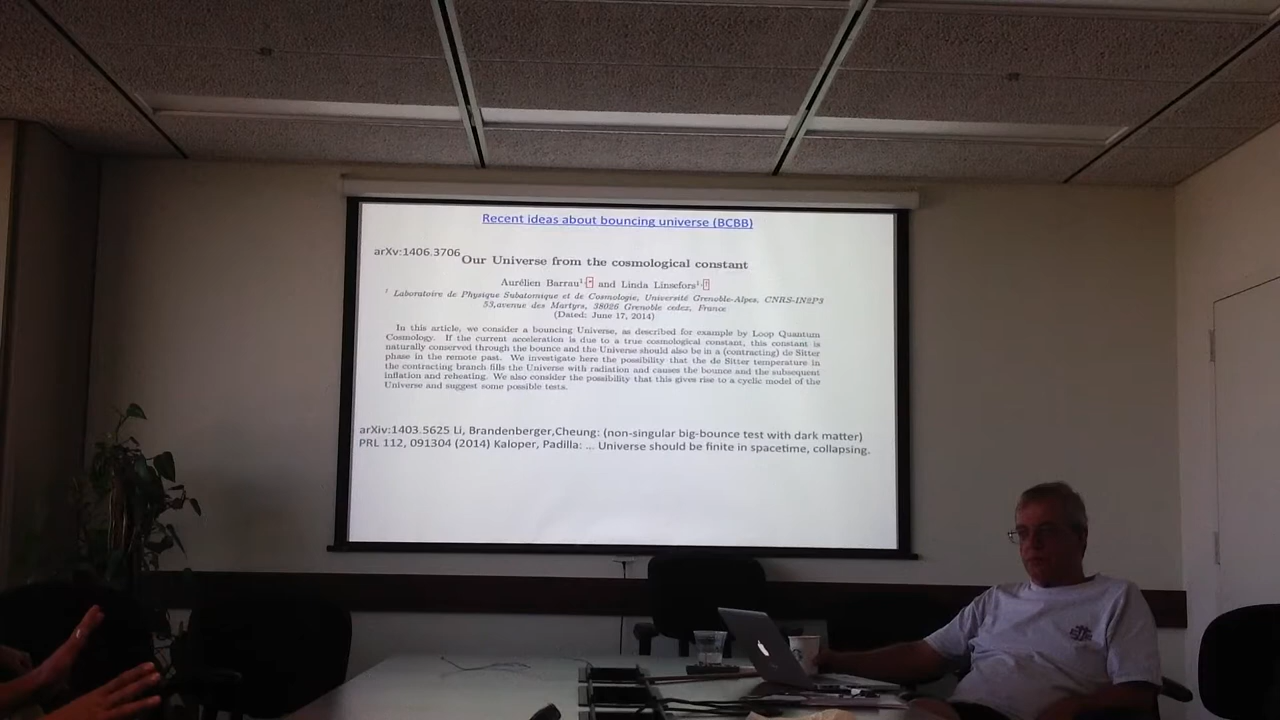 Recent ideas about bouncing universe (BCBB)
arXv:1406.3706
Our Universe from the cosmological constant
Aurélien Barrau¹,* and Linda Linsefors¹,†
¹ Laboratoire de Physique Subatomique et de Cosmologie, Université Grenoble-Alpes, CNRS-IN2P3
53,avenue des Martyrs, 38026 Grenoble cedex, France
(Dated: June 17, 2014)
In this article, we consider a bouncing Universe, as described for example by Loop Quantum
Cosmology. If the current acceleration is due to a true cosmological constant, this constant is
naturally conserved through the bounce and the Universe should also be in a (contracting) de Sitter
phase in the remote past. We investigate here the possibility that the de Sitter temperature in
the contracting branch fills the Universe with radiation and causes the bounce and the subsequent
inflation and reheating. We also consider the possibility that this gives rise to a cyclic model of the
Universe and suggest some possible tests.
arXiv:1403.5625 Li, Brandenberger,Cheung: (non-singular big-bounce test with dark matter)
PRL 112, 091304 (2014) Kaloper, Padilla: ... Universe should be finite in spacetime, collapsing.